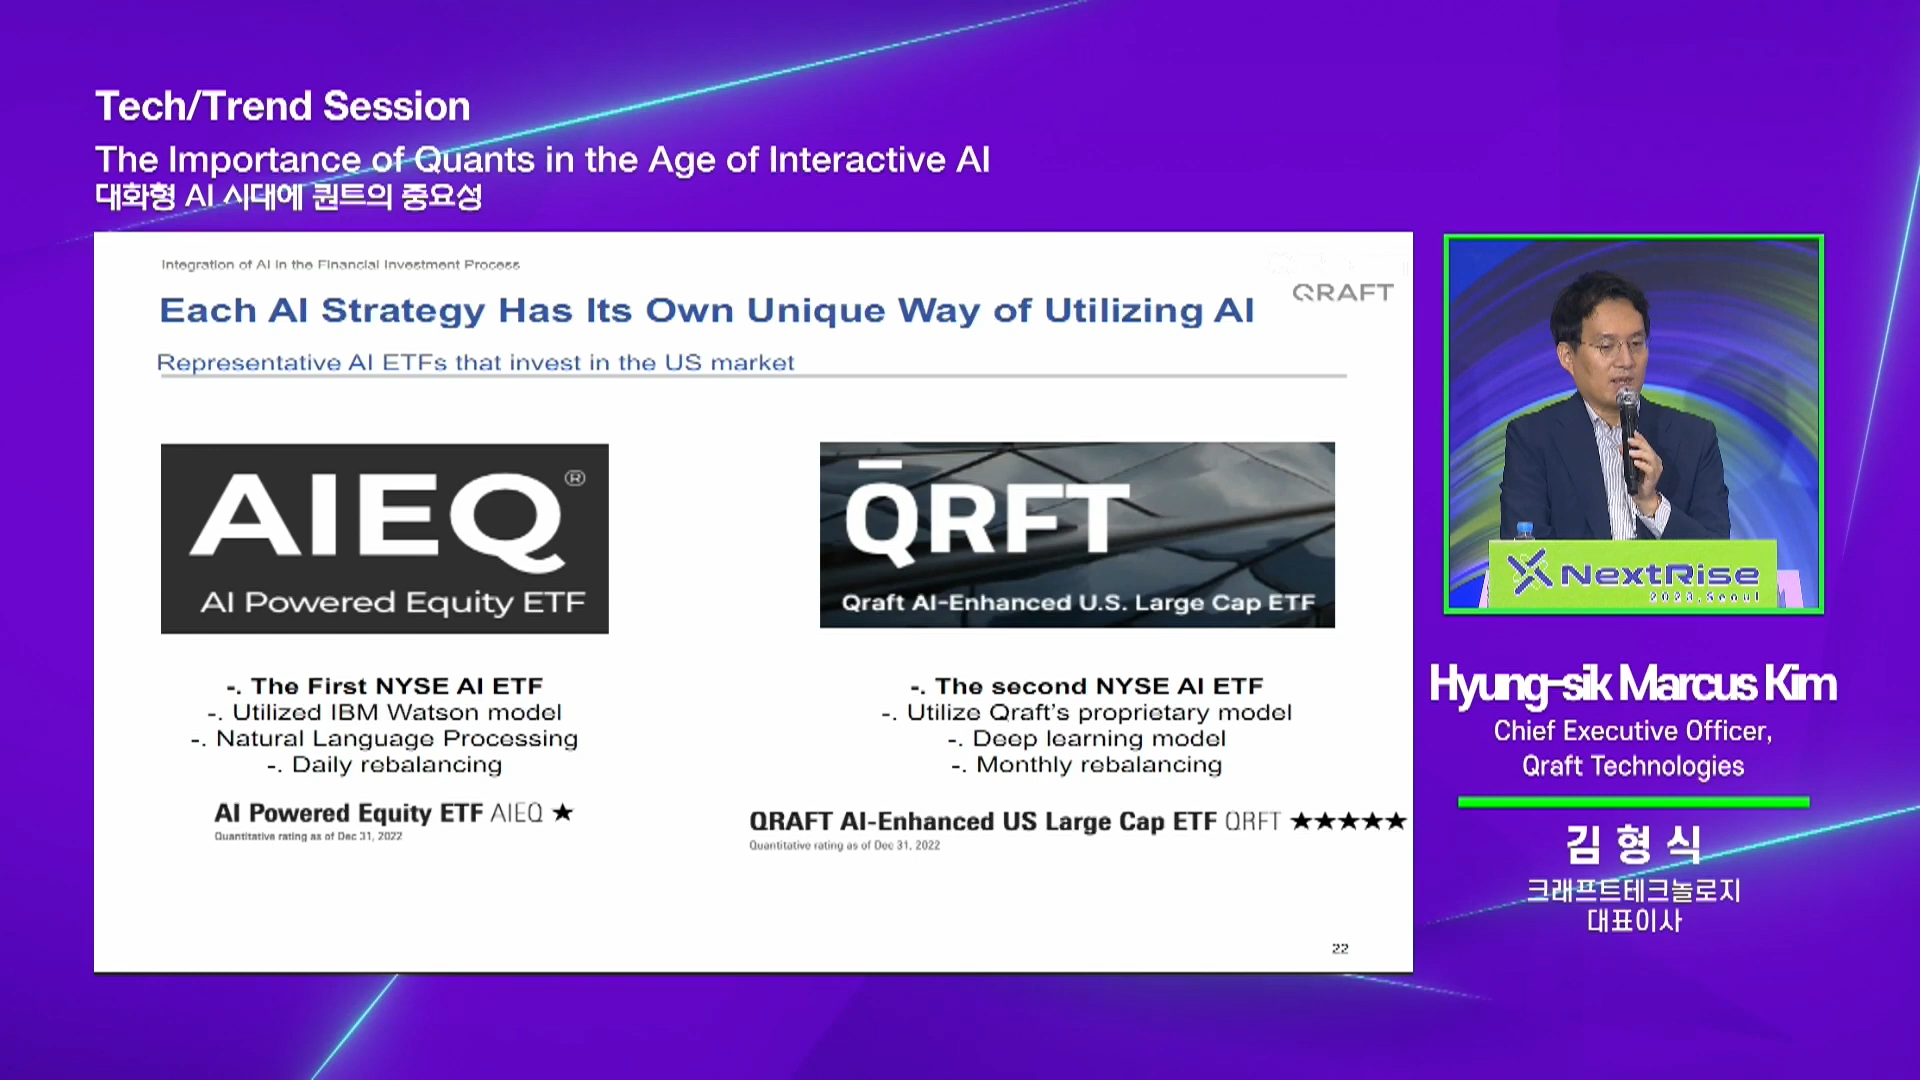 Tech/Trend Session
The Importance of Quants in the Age of Interactive AI
대화형 AI 시대에 퀀트의 중요성
Integration of AI in the Financial Investment Process
Each AI Strategy Has Its Own Unique Way of Utilizing AI
QRAFT
Representative AI ETFs that invest in the US market
AIEQ®
AI Powered Equity ETF
-. The First NYSE AI ETF
-. Utilized IBM Watson model
-. Natural Language Processing
-. Daily rebalancing
AI Powered Equity ETF AIEQ ★
Quantitative rating as of Dec 31, 2022
QRFT
Qraft AI-Enhanced U.S. Large Cap ETF
-. The second NYSE AI ETF
-. Utilize Qraft's proprietary model
-. Deep learning model
-. Monthly rebalancing
QRAFT AI-Enhanced US Large Cap ETF QRFT ★★★★★
Quantitative rating as of Dec 31, 2022
22
NextRise
2023, Seoul
Hyung-sik Marcus Kim
Chief Executive Officer,
Qraft Technologies
김 형 식
크래프트테크놀로지
대표이사